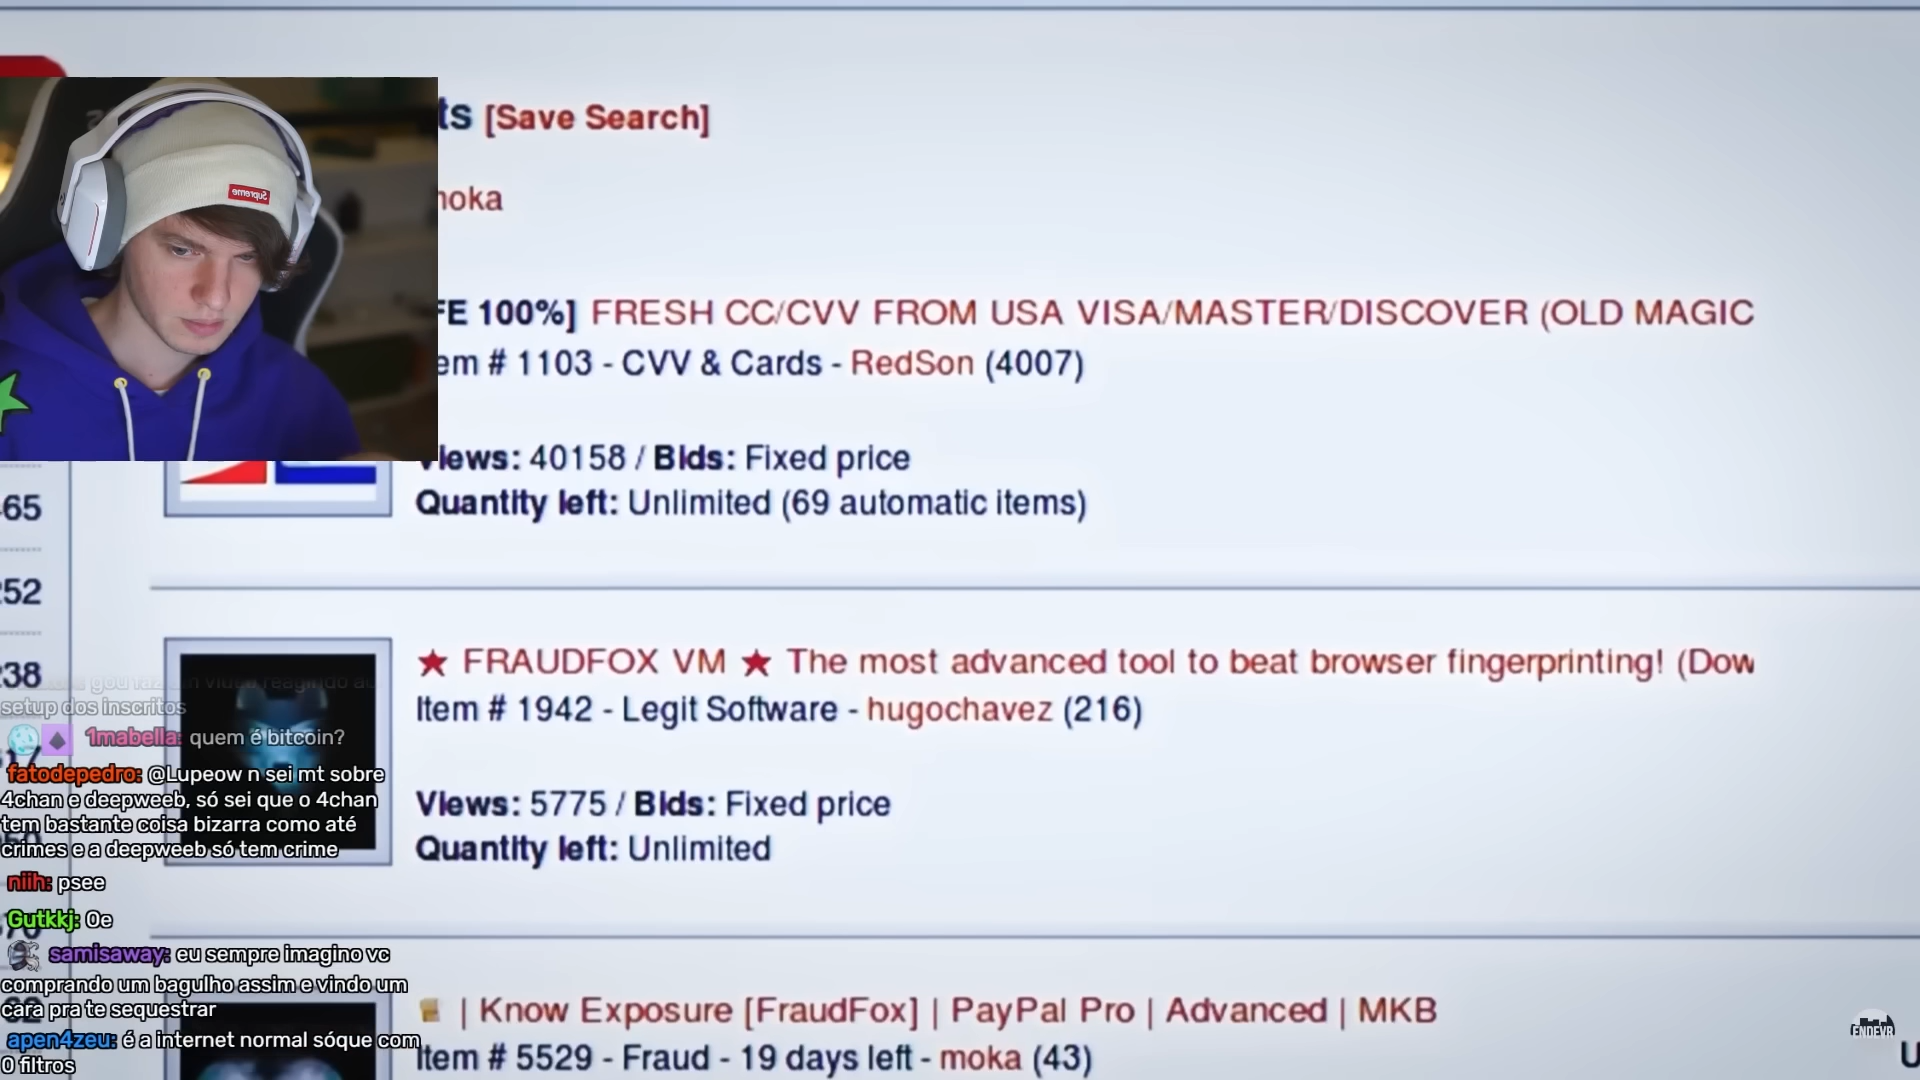 ts [Save Search]
moka
Supreme
FE 100%] FRESH CC/CVV FROM USA VISA/MASTER/DISCOVER (OLD MAGIC
em # 1103 - CVV & Cards - RedSon (4007)
Views: 40158 / Bids: Fixed price
Quantity left: Unlimited (69 automatic items)
65
252
238
★ FRAUDFOX VM ★ The most advanced tool to beat browser fingerprinting! (Dow
Item # 1942 - Legit Software - hugochavez (216)
Views: 5775 / Bids: Fixed price
Quantity left: Unlimited
setup dos inscritos
1mabella: quem é bitcoin?
fatodepedro: @Lupeow n sei mt sobre
4chan e deepweeb, só sei que o 4chan
tem bastante coisa bizarra como até
crimes e a deepweeb só tem crime
niih: psee
Gutkkj: Oe
samisaway: eu sempre imagino vc
comprando um bagulho assim e vindo um
cara pra te sequestrar
apen4zeu: é a internet normal sóque com
0 filtros
| Know Exposure [FraudFox] | PayPal Pro | Advanced | MKB
Item # 5529 - Fraud - 19 days left - moka (43)
ENDEVR
U